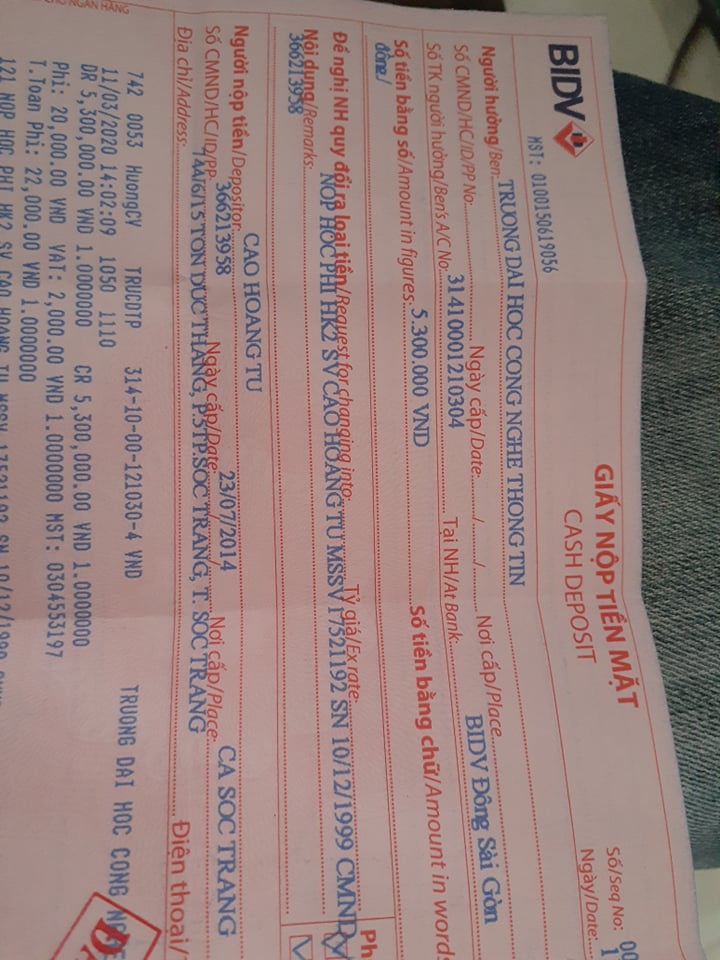 BIDV
MST: 0100150619056
GIẤY NỘP TIỀN MẶT
CASH DEPOSIT
Số/Seq No: 00
Ngày/Date: 1
Người hưởng/Ben: TRUONG DAI HOC CONG NGHE THONG TIN
Số CMND/HC/ID/PP No: Ngày cấp/Date: / / Nơi cấp/Place
Số TK người hưởng/Ben's A/C No: 31410001210304 Tại NH/At Bank: BIDV Đông Sài Gòn
Số tiền bằng số/Amount in figures: 5.300.000 VND Số tiền bằng chữ/Amount in words
đồng/
Đề nghị NH quy đổi ra loại tiền/Request for changing into: Tỷ giá/Ex rate:
Nội dung/Remarks: NOP HOC PHI HK2 SV CAO HOANG TU MSSV 17521192 SN 10/12/1999 CMND
366213958
Ph
Người nộp tiền/Depositor: CAO HOANG TU
Số CMND/HC/ID/PP: 366213958 Ngày cấp/Date: 23/07/2014 Nơi cấp/Place: CA SOC TRANG
Địa chỉ/Address: TON DUC THANG, P5 TP.SOC TRANG, T. SOC TRANG Điện thoại/
742 0053 HuongCV TRUCDTP 314-10-00-121030-4 VND TRUONG DAI HOC CONG NGHE
11/03/2020 14:02:09 1050 1110
DR 5,300,000.00 VND 1.0000000 CR 5,300,000.00 VND 1.0000000
Phi: 20,000.00 VND VAT: 2,000.00 VND 1.0000000 MST: 0304553197
T.Toan Phi: 22,000.00 VND 1.0000000
121 NOP HOC PHI HK2 SV CAO HOANG TU MSSV 17521192 SN 10/12/1999